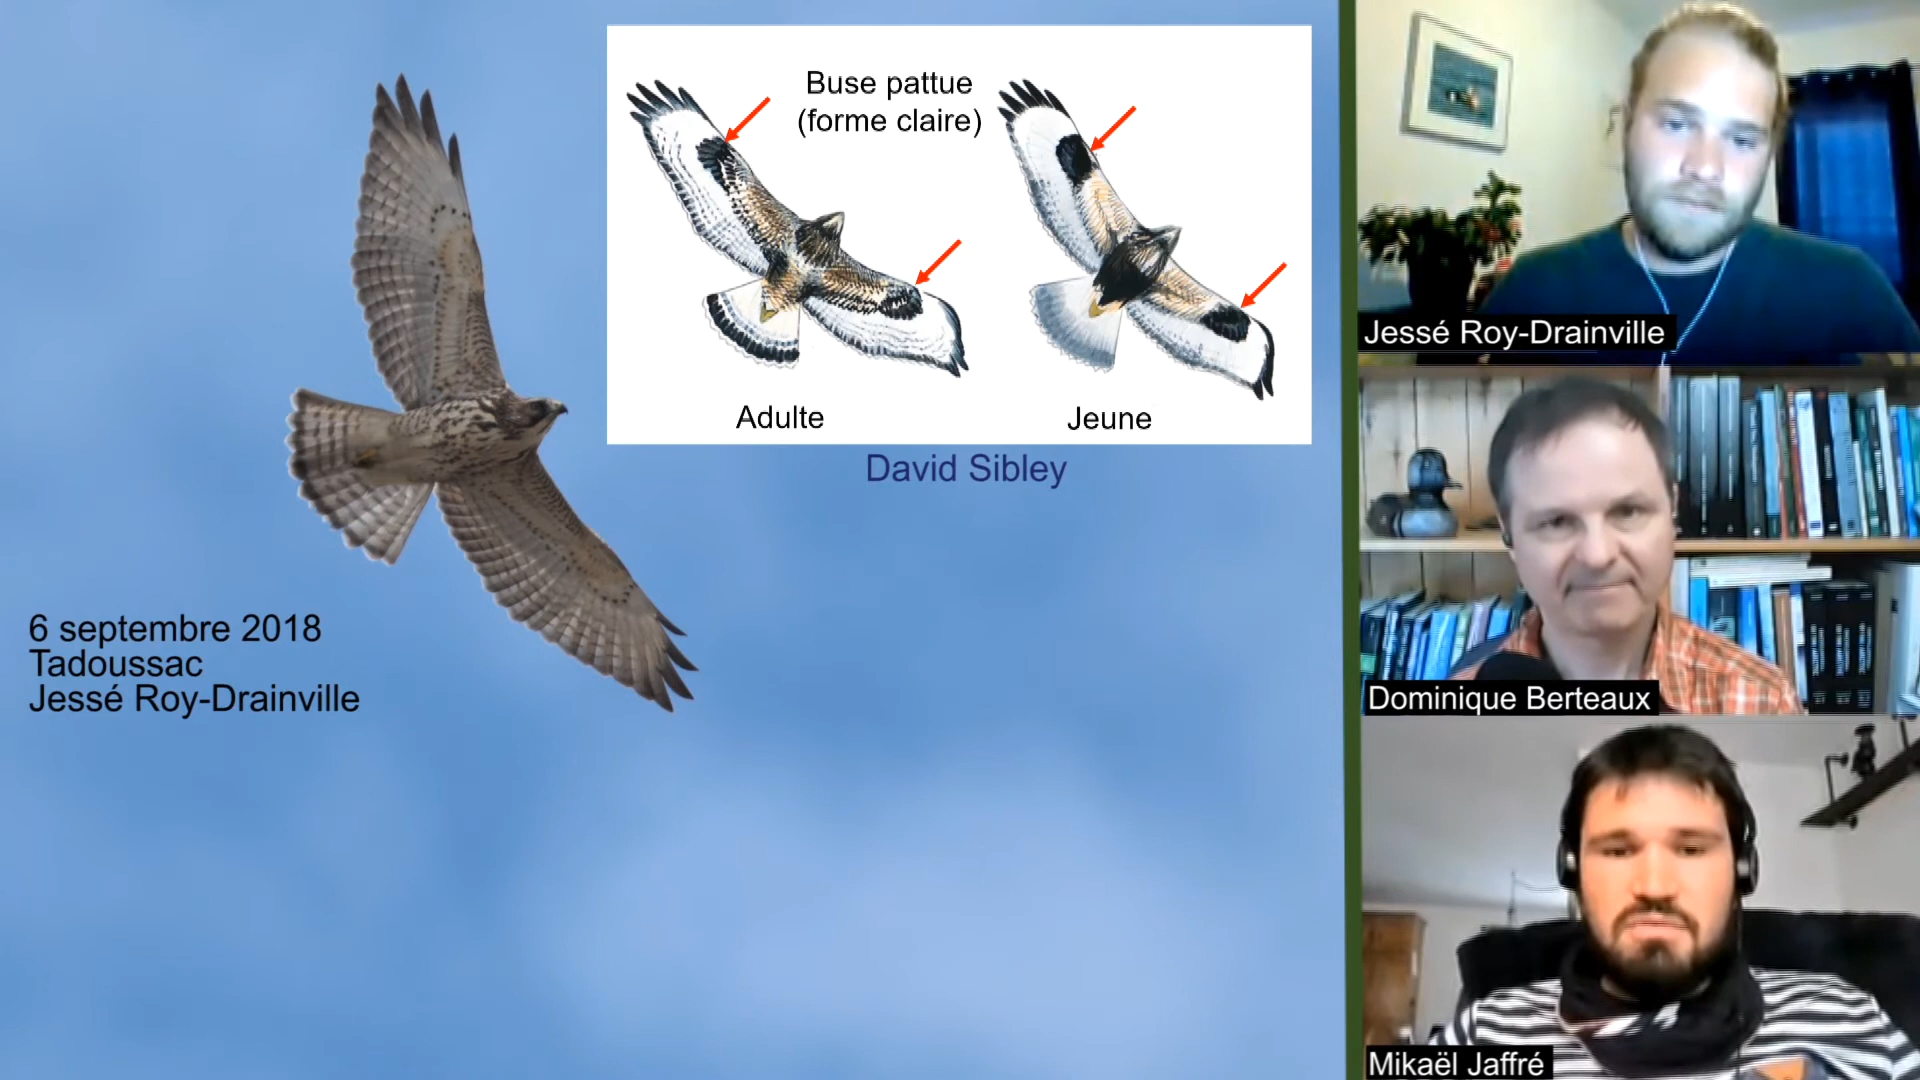 Buse pattue
(forme claire)
Adulte
Jeune
David Sibley
6 septembre 2018
Tadoussac
Jessé Roy-Drainville
Jessé Roy-Drainville
Dominique Berteaux
Mikaël Jaffré